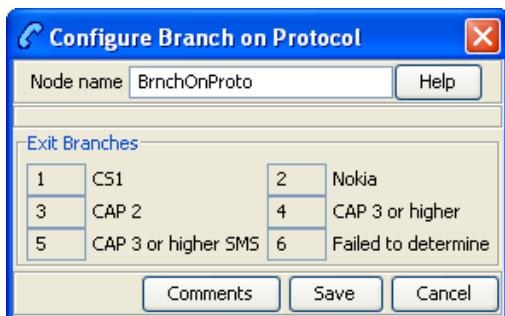 Configure Branch on Protocol
Node name BrnchOnProto Help
Exit Branches
1 CS1 2 Nokia
3 CAP 2 4 CAP 3 or higher
5 CAP 3 or higher SMS 6 Failed to determine
Comments Save Cancel